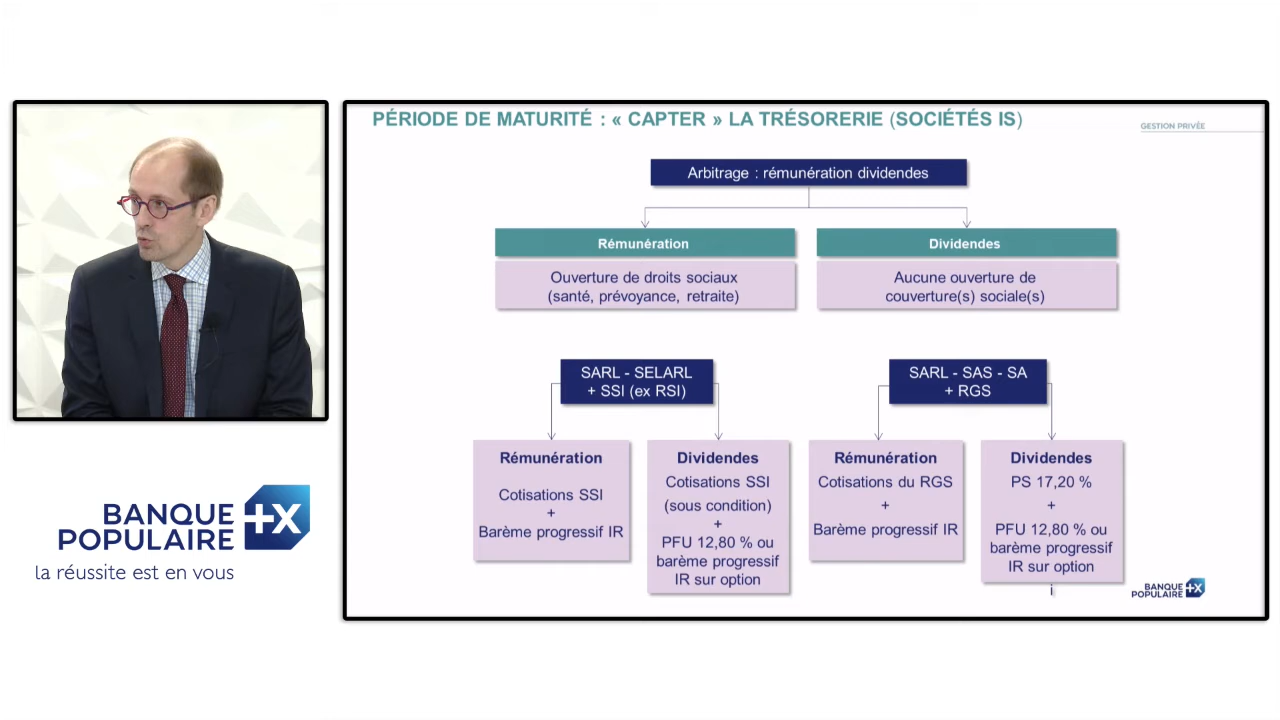 PÉRIODE DE MATURITÉ : « CAPTER » LA TRÉSORERIE (SOCIÉTÉS IS)
GESTION PRIVÉE
Arbitrage : rémunération dividendes
Rémunération
Ouverture de droits sociaux
(santé, prévoyance, retraite)
Dividendes
Aucune ouverture de
couverture(s) sociale(s)
SARL - SELARL
+ SSI (ex RSI)
Rémunération
Cotisations SSI
+
Barème progressif IR
Dividendes
Cotisations SSI
(sous condition)
+
PFU 12,80 % ou
barème progressif
IR sur option
SARL - SAS - SA
+ RGS
Rémunération
Cotisations du RGS
+
Barème progressif IR
Dividendes
PS 17,20 %
+
PFU 12,80 % ou
barème progressif
IR sur option
i
BANQUE
POPULAIRE
+X
BANQUE
POPULAIRE
+X
la réussite est en vous